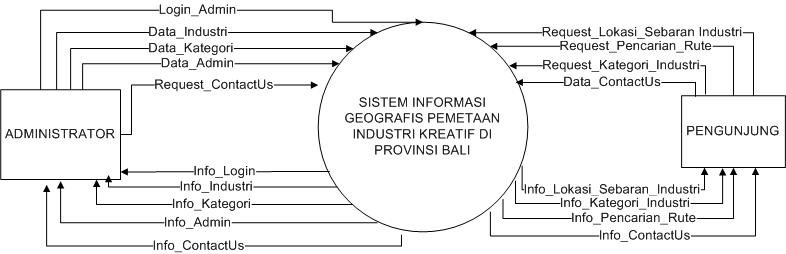 Login_Admin
Data_Industri
Data_Kategori
Data_Admin
Request_ContactUs
ADMINISTRATOR
Info_Login
Info_Industri
Info_Kategori
Info_Admin
Info_ContactUs
SISTEM INFORMASI
GEOGRAFIS PEMETAAN
INDUSTRI KREATIF DI
PROVINSI BALI
Request_Lokasi_Sebaran Industri
Request_Pencarian_Rute
Request_Kategori_Industri
Data_ContactUs
PENGUNJUNG
Info_Lokasi_Sebaran_Industri
Info_Kategori_Industri
Info_Pencarian_Rute
Info_ContactUs